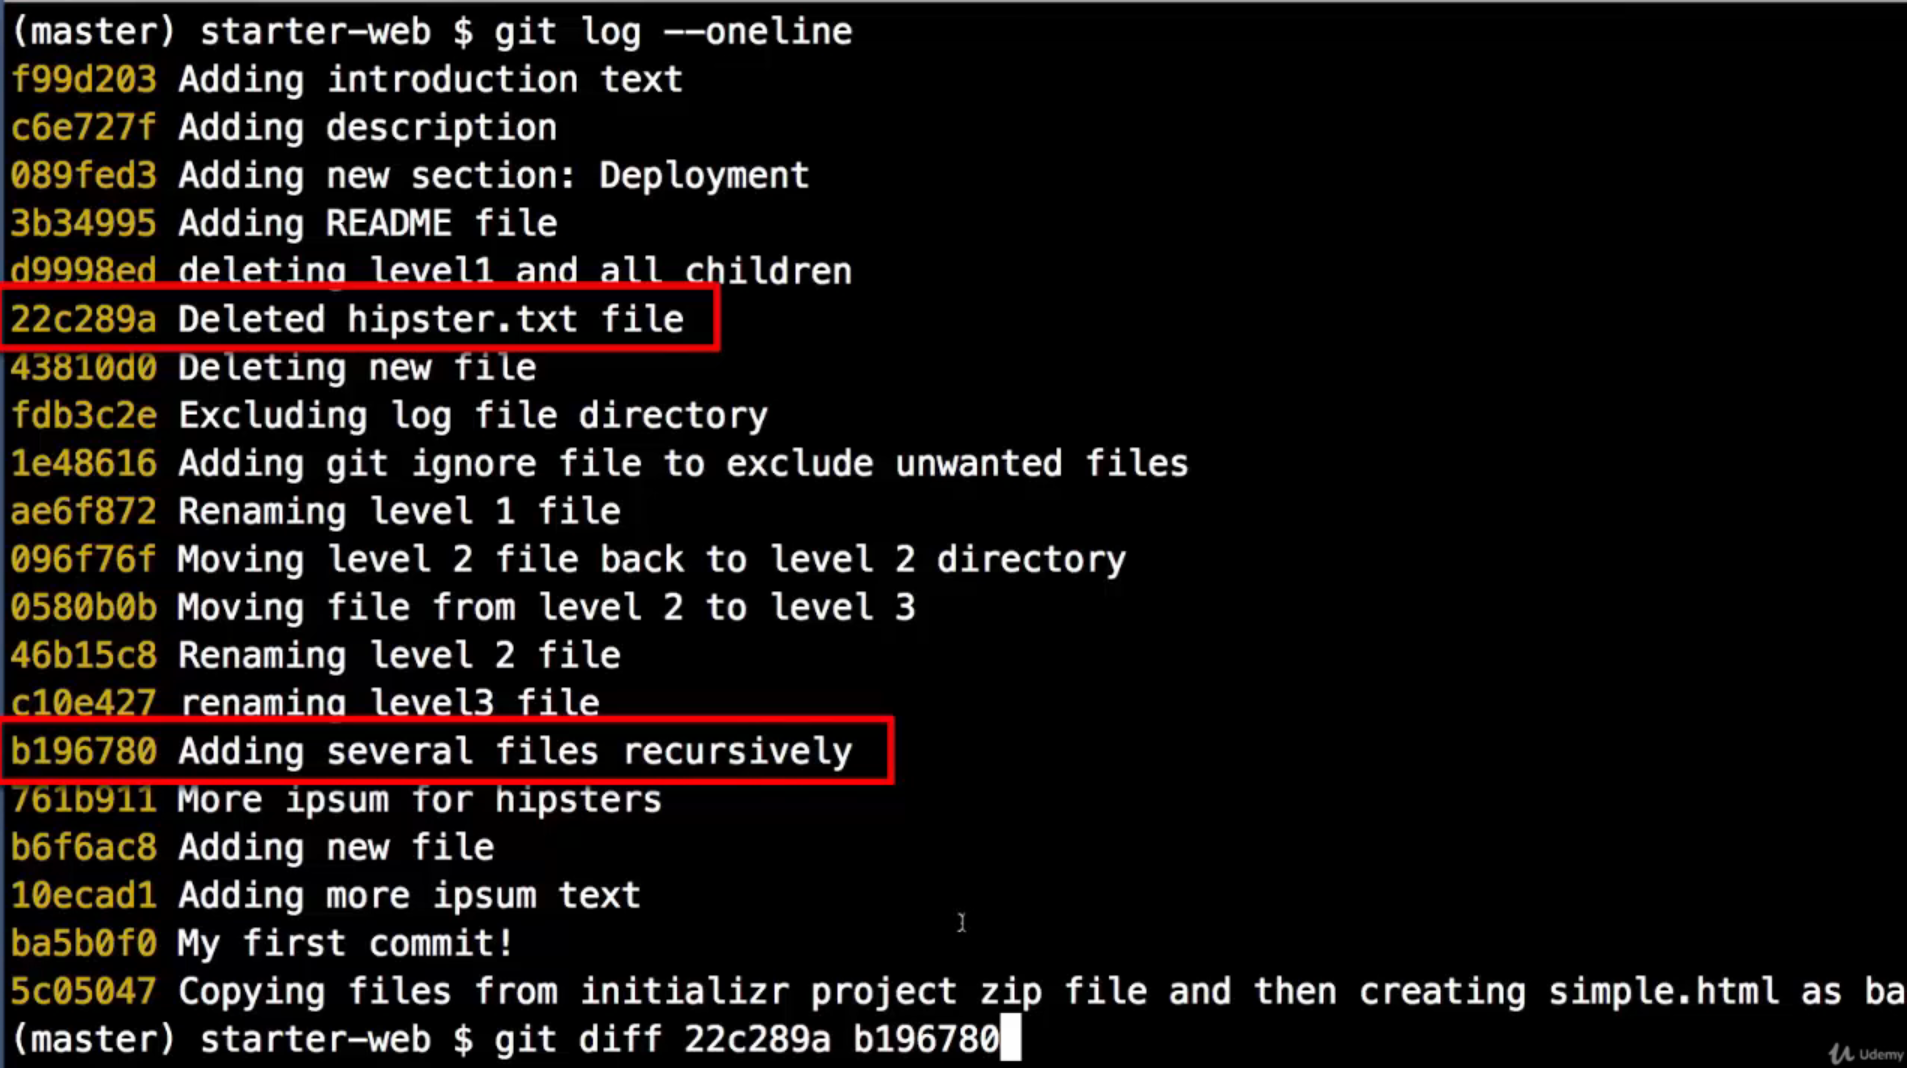 (master) starter-web $ git log --oneline
f99d203 Adding introduction text
c6e727f Adding description
089fed3 Adding new section: Deployment
3b34995 Adding README file
d9998ed deleting level1 and all children
22c289a Deleted hipster.txt file
43810d0 Deleting new file
fdb3c2e Excluding log file directory
1e48616 Adding git ignore file to exclude unwanted files
ae6f872 Renaming level 1 file
096f76f Moving level 2 file back to level 2 directory
0580b0b Moving file from level 2 to level 3
46b15c8 Renaming level 2 file
c10e427 renaming level3 file
b196780 Adding several files recursively
761b911 More ipsum for hipsters
b6f6ac8 Adding new file
10ecad1 Adding more ipsum text
ba5b0f0 My first commit!
5c05047 Copying files from initializr project zip file and then creating simple.html as ba
(master) starter-web $ git diff 22c289a b196780
Udemy